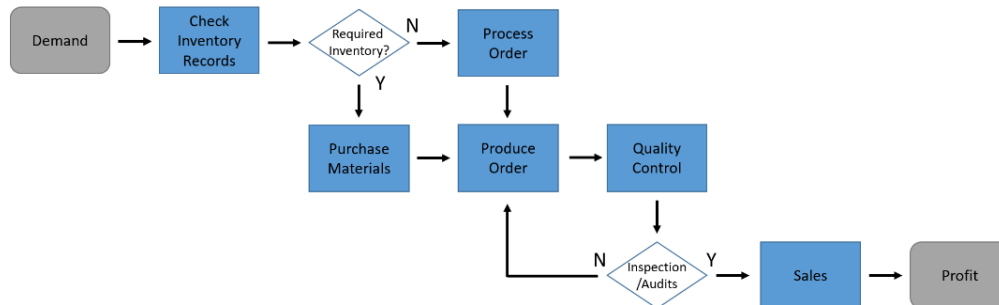 Demand
Check
Inventory
Records
Required
Inventory?
N
Process
Order
Y
Purchase
Materials
Produce
Order
Quality
Control
N
Inspection
/Audits
Y
Sales
Profit